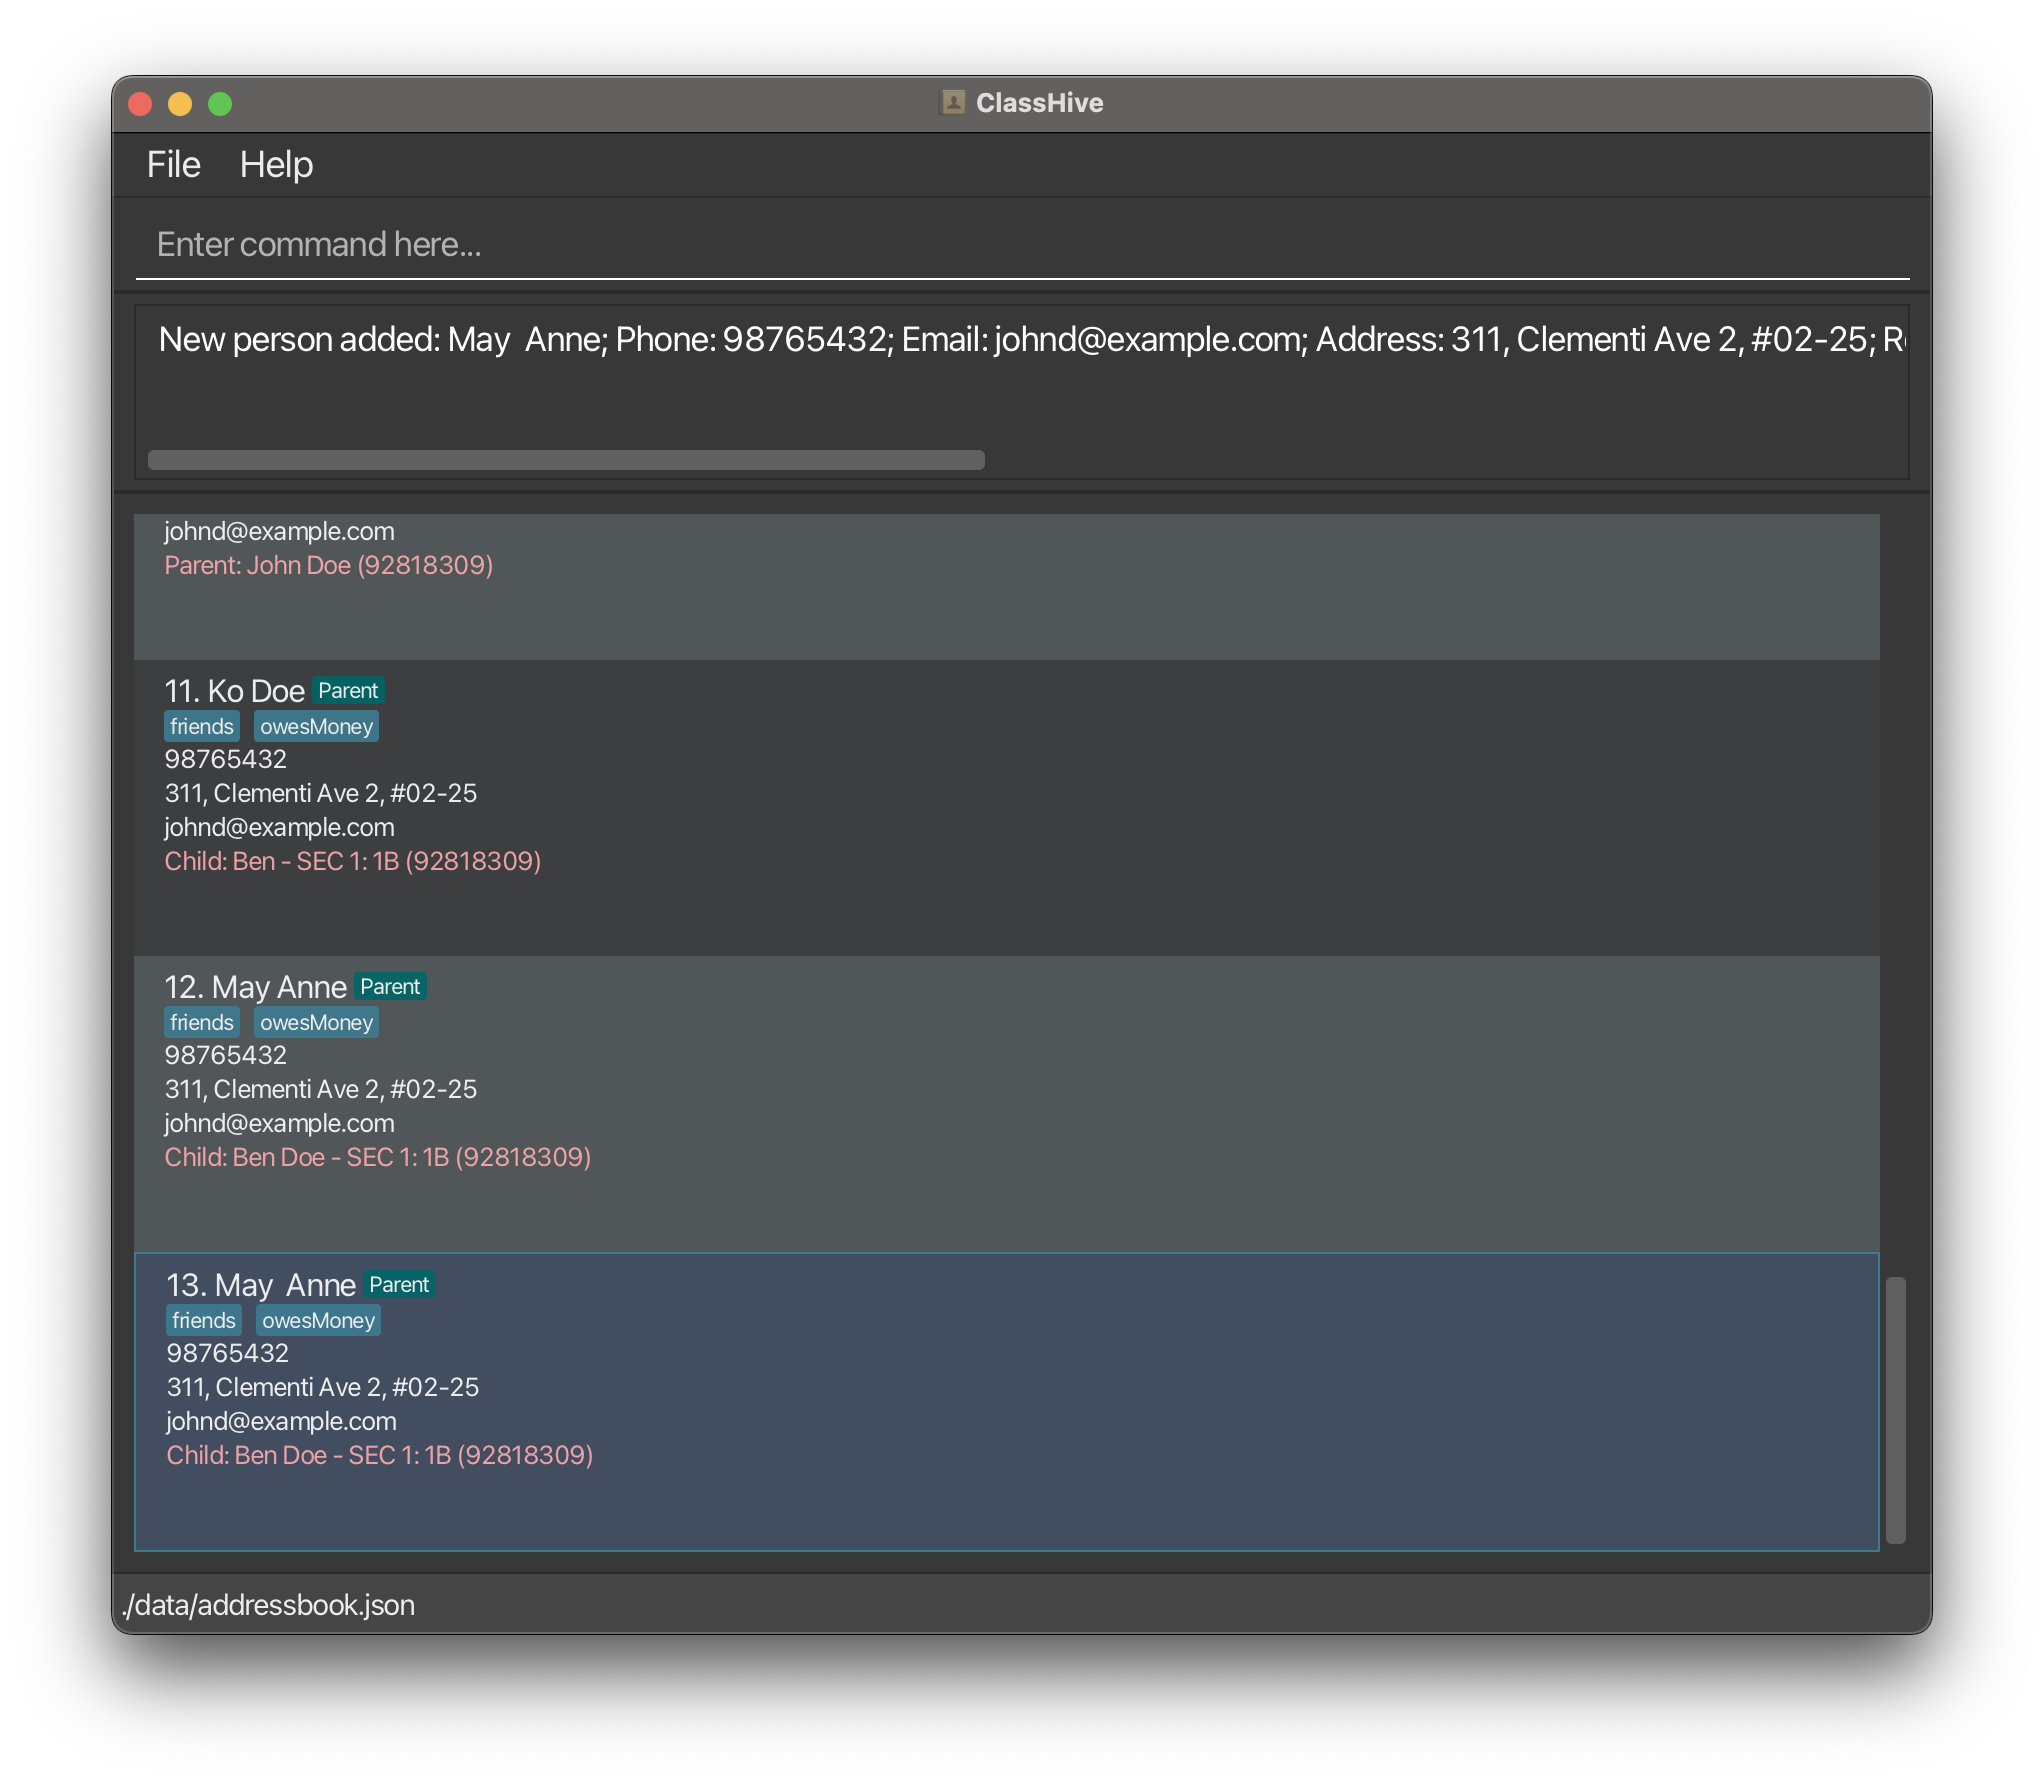 ClassHive
File Help
Enter command here...
New person added: May  Anne; Phone: 98765432; Email: johnd@example.com; Address: 311, Clementi Ave 2, #02-25; R
johnd@example.com
Parent: John Doe (92818309)
11. Ko Doe Parent
friends owesMoney
98765432
311, Clementi Ave 2, #02-25
johnd@example.com
Child: Ben - SEC 1: 1B (92818309)
12. May Anne Parent
friends owesMoney
98765432
311, Clementi Ave 2, #02-25
johnd@example.com
Child: Ben Doe - SEC 1: 1B (92818309)
13. May  Anne Parent
friends owesMoney
98765432
311, Clementi Ave 2, #02-25
johnd@example.com
Child: Ben Doe - SEC 1: 1B (92818309)
./data/addressbook.json